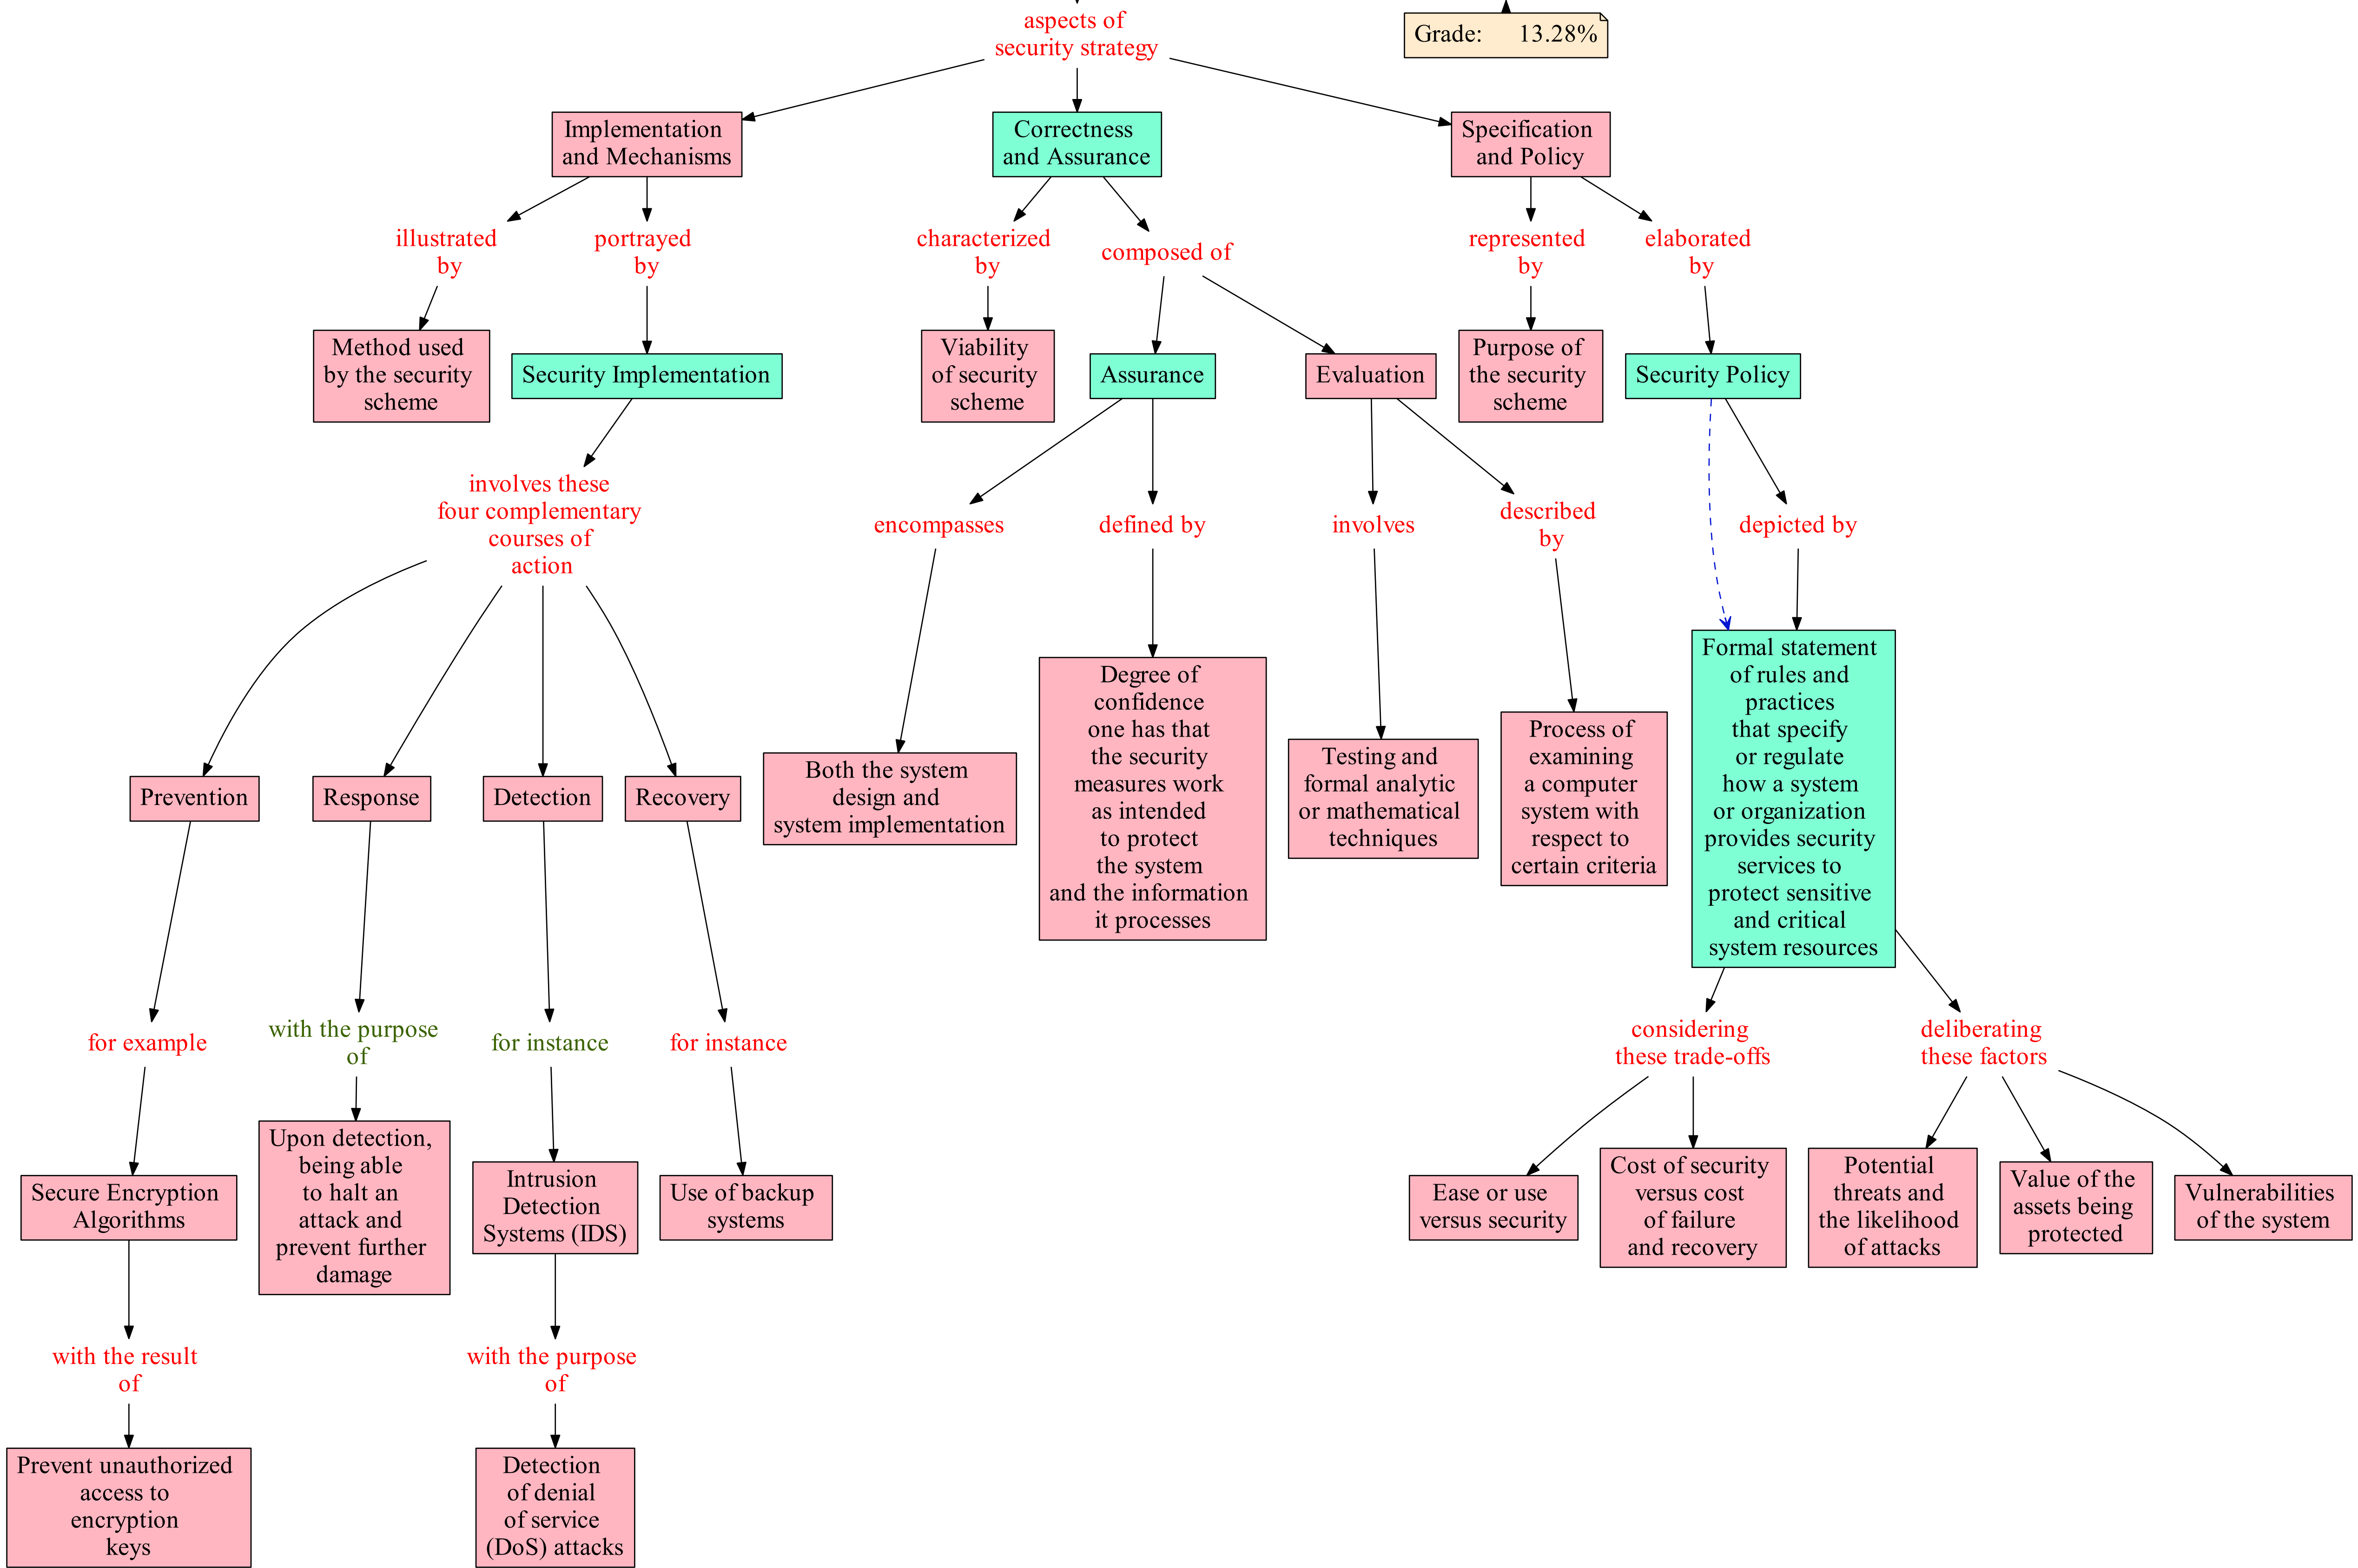 aspects of
security strategy
Grade: 13.28%
Implementation
and Mechanisms
Correctness
and Assurance
Specification
and Policy
illustrated
by
portrayed
by
characterized
by
composed of
represented
by
elaborated
by
Method used
by the security
scheme
Security Implementation
Viability
of security
scheme
Assurance
Evaluation
Purpose of
the security
scheme
Security Policy
involves these
four complementary
courses of
action
encompasses
defined by
involves
described
by
depicted by
Prevention
Response
Detection
Recovery
Both the system
design and
system implementation
Degree of
confidence
one has that
the security
measures work
as intended
to protect
the system
and the information
it processes
Testing and
formal analytic
or mathematical
techniques
Process of
examining
a computer
system with
respect to
certain criteria
Formal statement
of rules and
practices
that specify
or regulate
how a system
or organization
provides security
services to
protect sensitive
and critical
system resources
for example
with the purpose
of
for instance
for instance
considering
these trade-offs
deliberating
these factors
Secure Encryption
Algorithms
Upon detection,
being able
to halt an
attack and
prevent further
damage
Intrusion
Detection
Systems (IDS)
Use of backup
systems
Ease or use
versus security
Cost of security
versus cost
of failure
and recovery
Potential
threats and
the likelihood
of attacks
Value of the
assets being
protected
Vulnerabilities
of the system
with the result
of
with the purpose
of
Prevent unauthorized
access to
encryption
keys
Detection
of denial
of service
(DoS) attacks